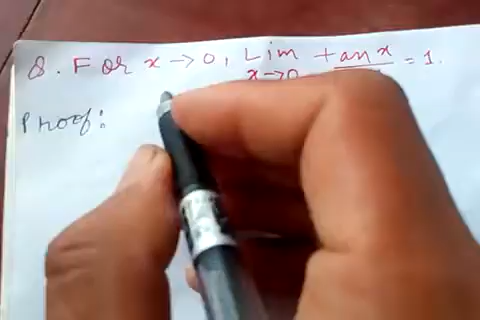 8. For x → 0, Lim tan x = 1.
x→0
Proof: